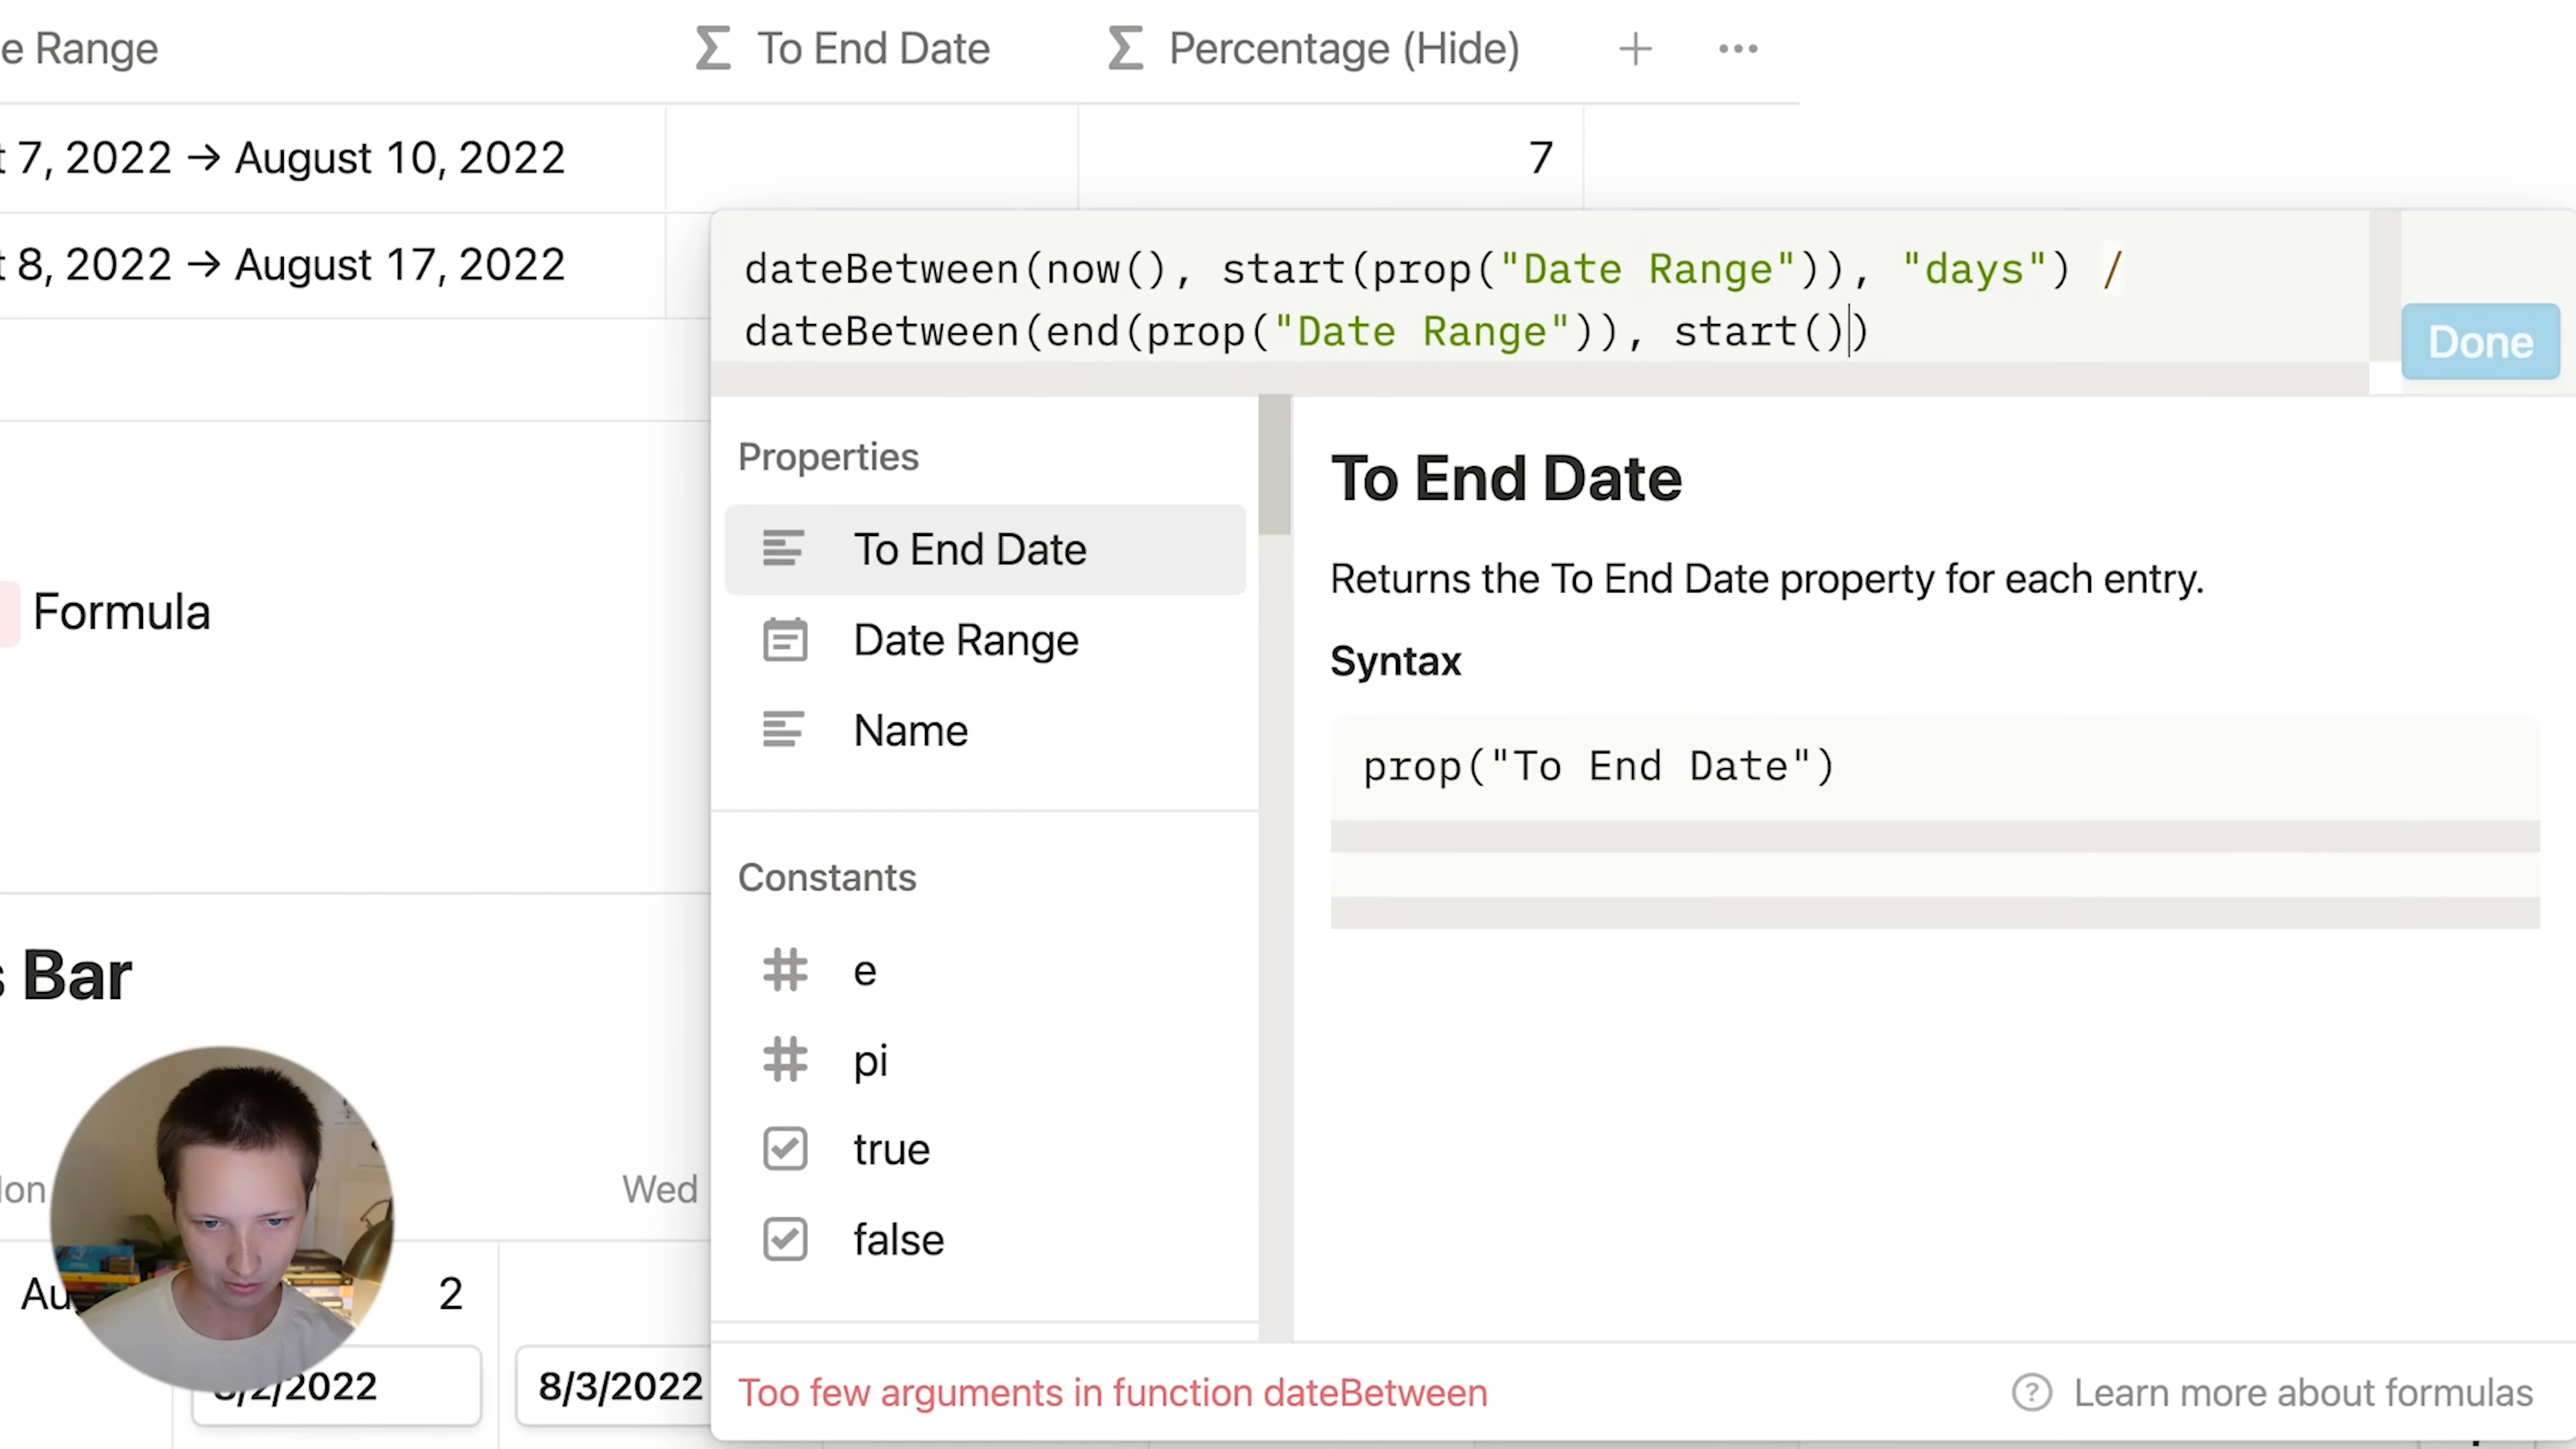 e Range
To End Date
Percentage (Hide)
t 7, 2022 → August 10, 2022
7
t 8, 2022 → August 17, 2022
dateBetween(now(), start(prop("Date Range")), "days") /
dateBetween(end(prop("Date Range")), start())
Done
Properties
To End Date
Date Range
Name
Constants
e
pi
true
false
To End Date
Returns the To End Date property for each entry.
Syntax
prop("To End Date")
Formula
s Bar
Wed
2
8/3/2022
Too few arguments in function dateBetween
Learn more about formulas